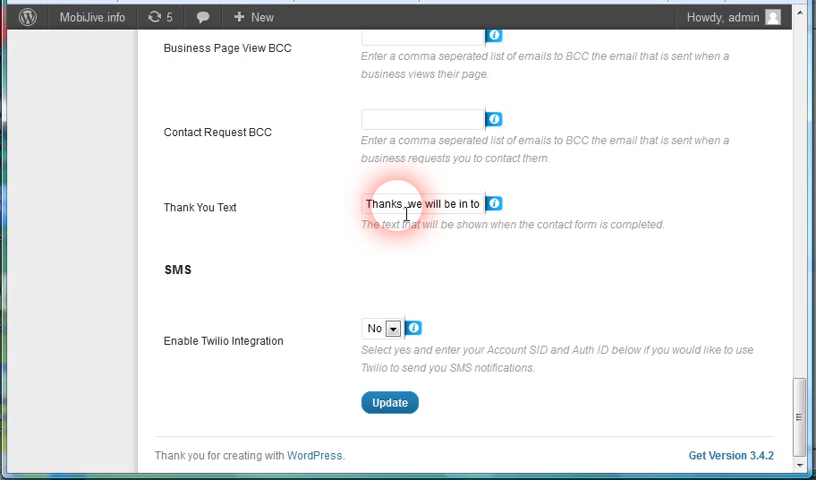 MobiJive.info 5 New Howdy, admin
Business Page View BCC
Enter a comma seperated list of emails to BCC the email that is sent when a
business views their page.
Contact Request BCC
Enter a comma seperated list of emails to BCC the email that is sent when a
business requests you to contact them.
Thank You Text
Thanks, we will be in to
The text that will be shown when the contact form is completed.
SMS
Enable Twilio Integration
No
Select yes and enter your Account SID and Auth ID below if you would like to use
Twilio to send you SMS notifications.
Update
Thank you for creating with WordPress.
Get Version 3.4.2